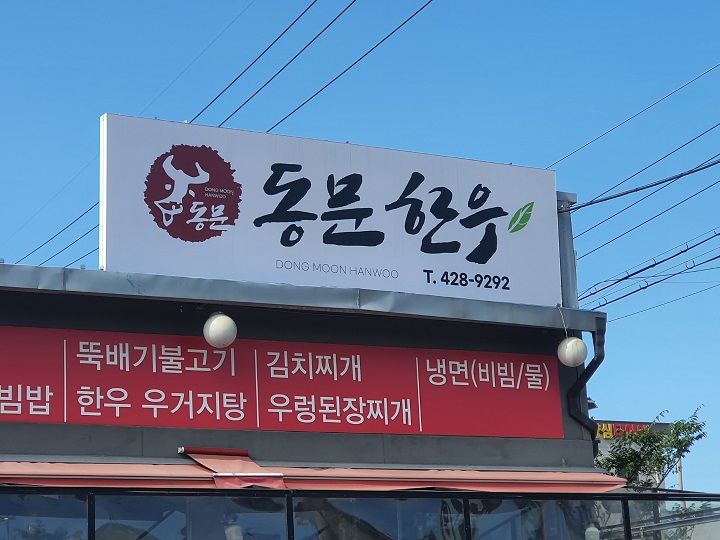 DONG MOON
HANWOO
동문
동문 한우
DONG MOON HANWOO
T. 428-9292
뚝배기불고기
김치찌개
냉면(비빔/물)
빔밥
한우 우거지탕
우렁된장찌개